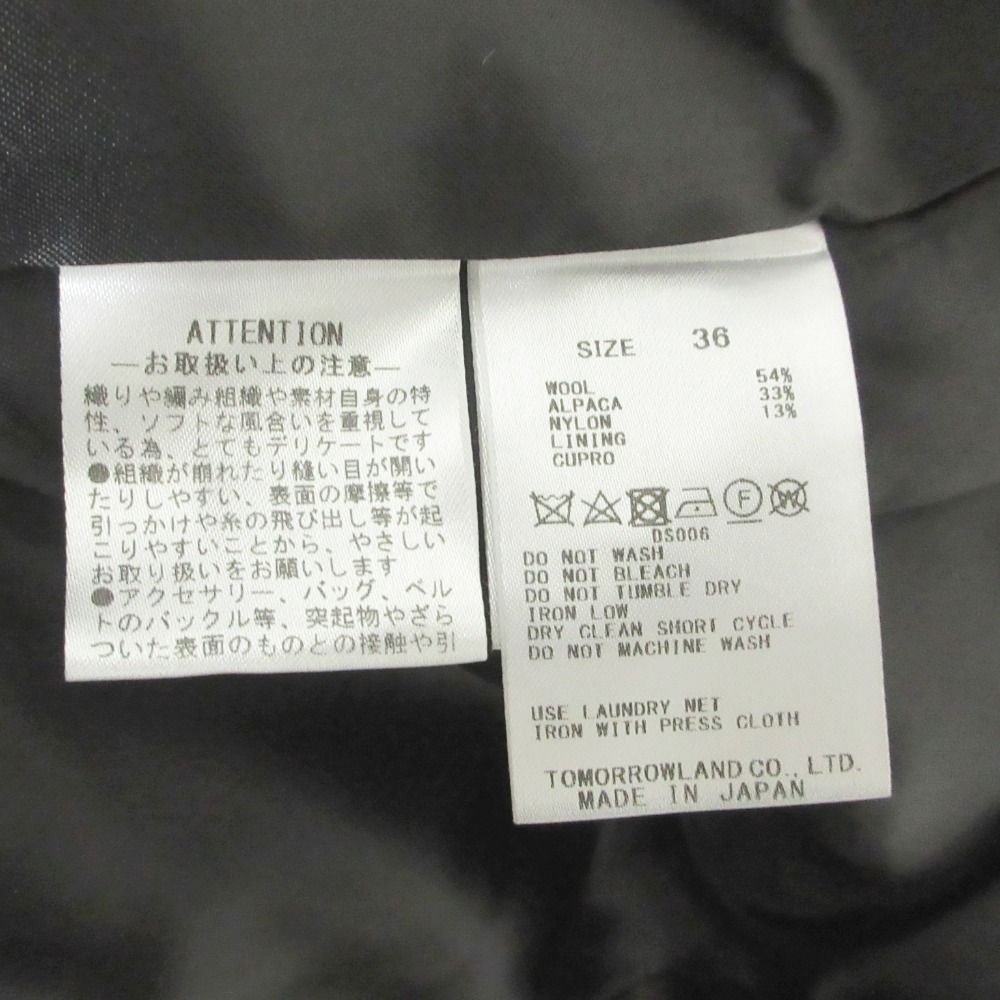 ATTENTION
―お取扱い上の注意―
織りや編み組織や素材自身の特
性、ソフトな風合いを重視して
いる為、とてもデリケートです
●組織が崩れたり縫い目が開い
たりしやすい、表面の摩擦等で
引っかけや糸の飛び出し等が起
こりやすいことから、やさしい
お取り扱いをお願いします
●アクセサリー、バッグ、ベル
トのバックル等、突起物やざら
ついた表面のものとの接触や引
SIZE 36
WOOL 54%
ALPACA 33%
NYLON 13%
LINING
CUPRO
F W
DS006
DO NOT WASH
DO NOT BLEACH
DO NOT TUMBLE DRY
IRON LOW
DRY CLEAN SHORT CYCLE
DO NOT MACHINE WASH
USE LAUNDRY NET
IRON WITH PRESS CLOTH
TOMORROWLAND CO., LTD.
MADE IN JAPAN